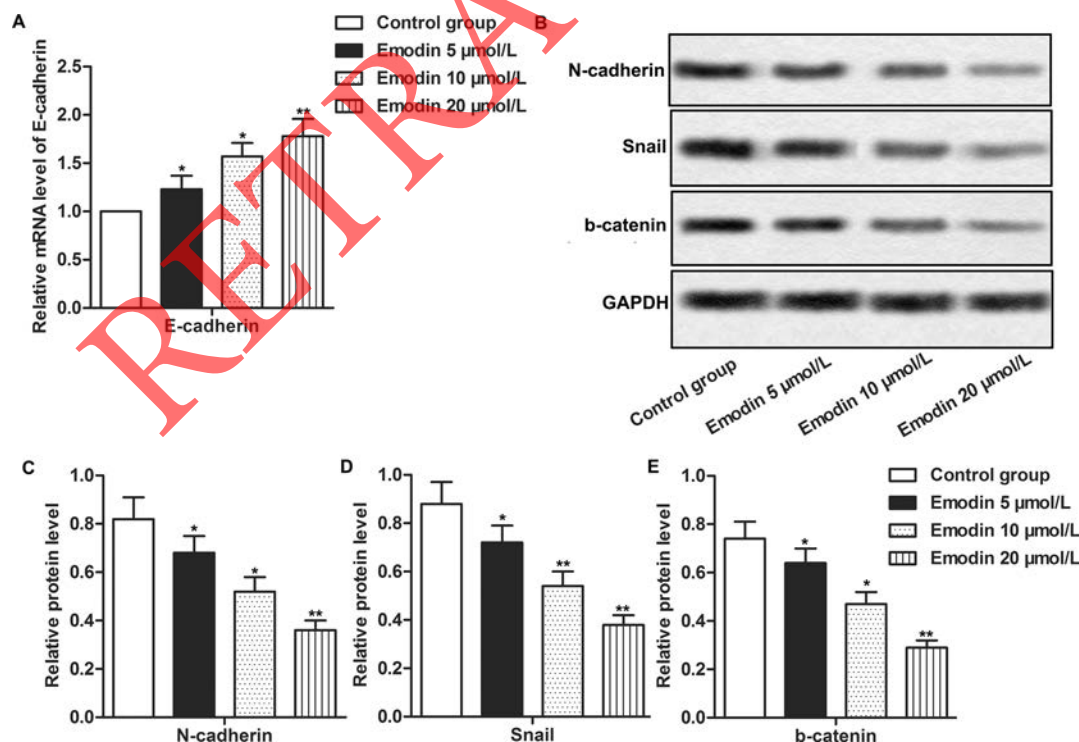 A
Control group
Emodin 5 µmol/L
Emodin 10 µmol/L
Emodin 20 µmol/L
Relative mRNA level of E-cadherin
2.5
2.0
1.5
1.0
0.5
0.0
*
*
**
E-cadherin
RETRA
B
N-cadherin
Snail
b-catenin
GAPDH
Control group
Emodin 5 µmol/L
Emodin 10 µmol/L
Emodin 20 µmol/L
C
Relative protein level
1.0
0.8
0.6
0.4
0.2
0.0
*
*
**
N-cadherin
D
Relative protein level
1.0
0.8
0.6
0.4
0.2
0.0
*
**
**
Snail
E
Relative protein level
1.0
0.8
0.6
0.4
0.2
0.0
*
*
**
b-catenin
Control group
Emodin 5 µmol/L
Emodin 10 µmol/L
Emodin 20 µmol/L